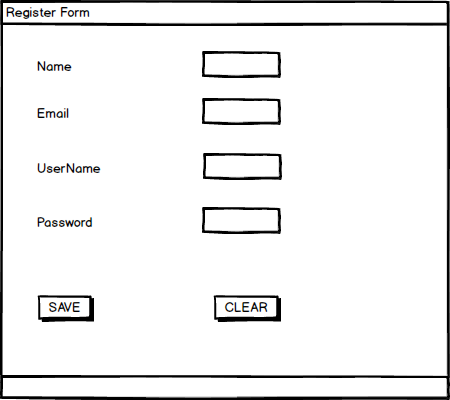 Register Form
Name
Email
UserName
Password
SAVE
CLEAR